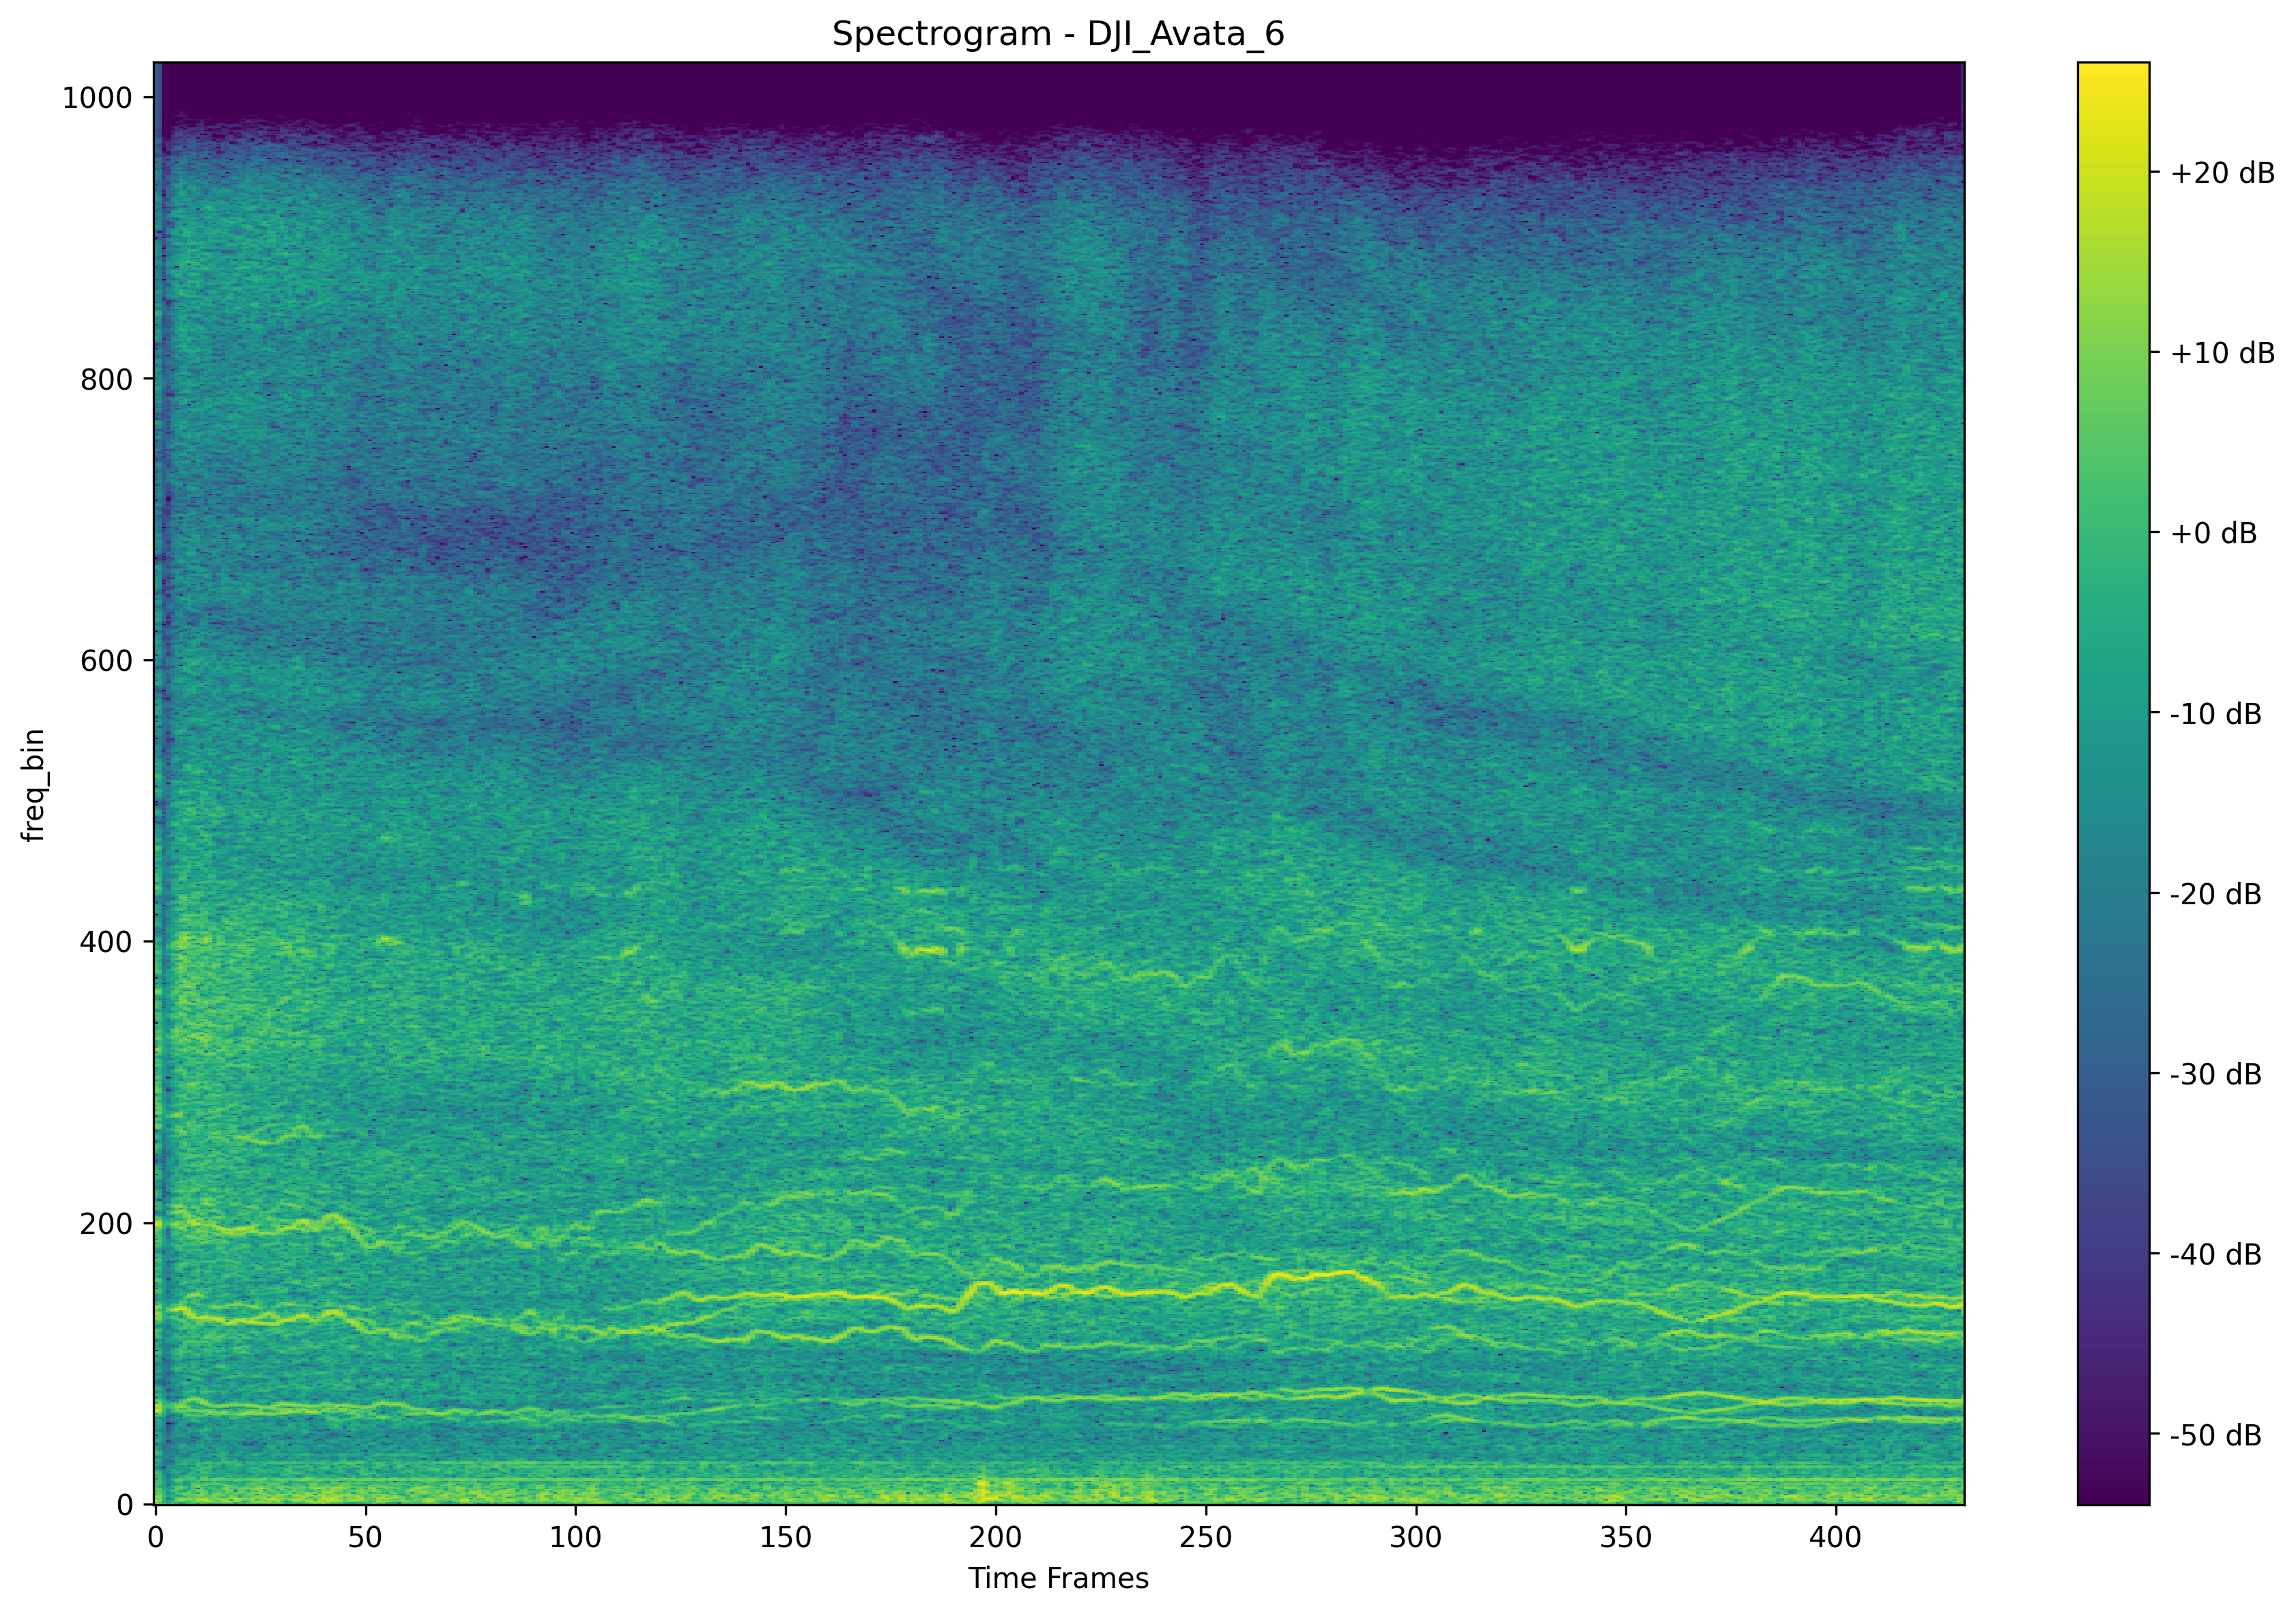 Spectrogram - DJI_Avata_6
1000
800
600
400
200
0
freq_bin
0 50 100 150 200 250 300 350 400
Time Frames
+20 dB
+10 dB
+0 dB
-10 dB
-20 dB
-30 dB
-40 dB
-50 dB